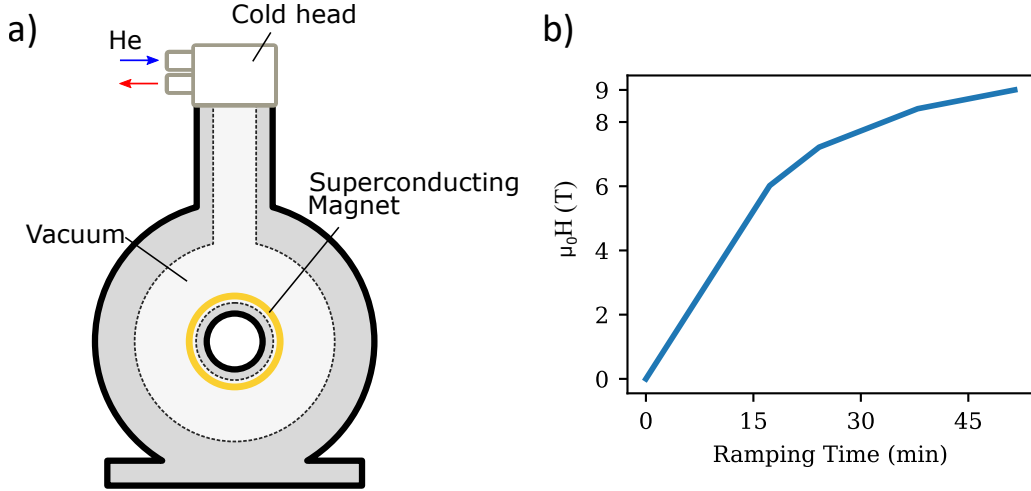 a)
Cold head
He
Superconducting
Magnet
Vacuum
b)
μ₀H (T)
9
8
6
4
2
0
0
15
30
45
Ramping Time (min)